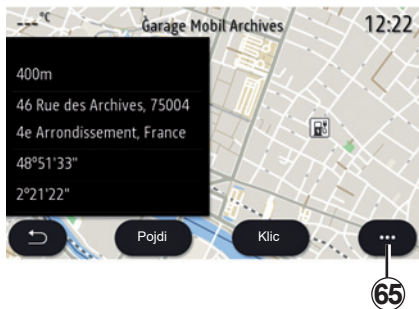 ---°C
Garage Mobil Archives
12:22
400m
46 Rue des Archives, 75004
4e Arrondissement, France
48°51'33"
2°21'22"
Pojdi
Klic
65